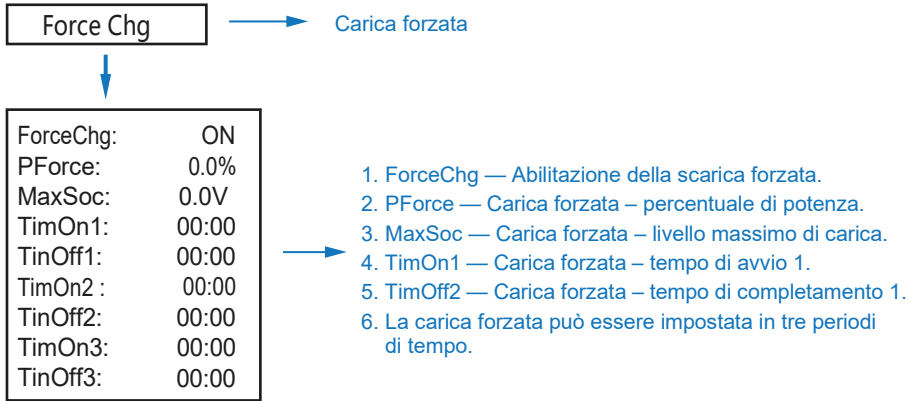 Force Chg
Carica forzata
ForceChg: ON
PForce: 0.0%
MaxSoc: 0.0V
TimOn1: 00:00
TinOff1: 00:00
TimOn2 : 00:00
TinOff2: 00:00
TimOn3: 00:00
TinOff3: 00:00
1. ForceChg — Abilitazione della scarica forzata.
2. PForce — Carica forzata – percentuale di potenza.
3. MaxSoc — Carica forzata – livello massimo di carica.
4. TimOn1 — Carica forzata – tempo di avvio 1.
5. TimOff2 — Carica forzata – tempo di completamento 1.
6. La carica forzata può essere impostata in tre periodi
di tempo.